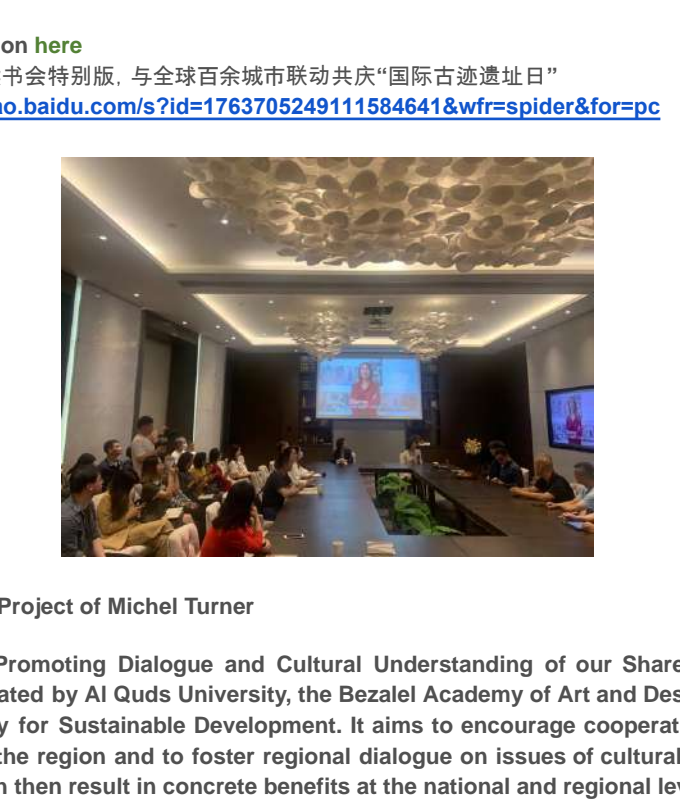 on here
书会特别版, 与全球百余城市联动共庆“国际古迹遗址日”
ao.baidu.com/s?id=1763705249111584641&wfr=spider&for=pc
Project of Michel Turner
Promoting Dialogue and Cultural Understanding of our Share
ated by Al Quds University, the Bezalel Academy of Art and Des
y for Sustainable Development. It aims to encourage cooperat
the region and to foster regional dialogue on issues of cultural
n then result in concrete benefits at the national and regional lev